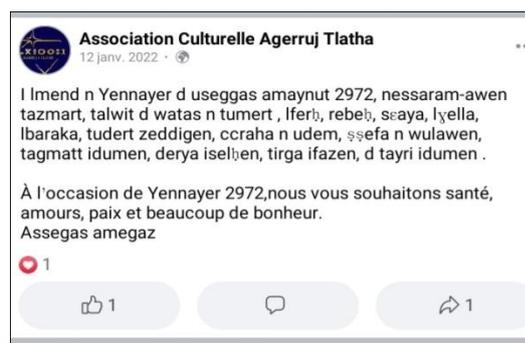 Association Culturelle Agerruj Tlatha
12 janv. 2022 ·
I lmend n Yennayer d useggas amaynut 2972, nessaram-awen
tazmart, talwit d watas n tumert , lferḥ, rebeḥ, sɛaya, lɣella,
lbaraka, tudert zeddigen, ccraha n udem, ṣṣefa n wulawen,
tagmatt idumen, derya iselḥen, tirga ifazen, d tayri idumen .
À l'occasion de Yennayer 2972,nous vous souhaitons santé,
amours, paix et beaucoup de bonheur.
Assegas amegaz
1
1 1